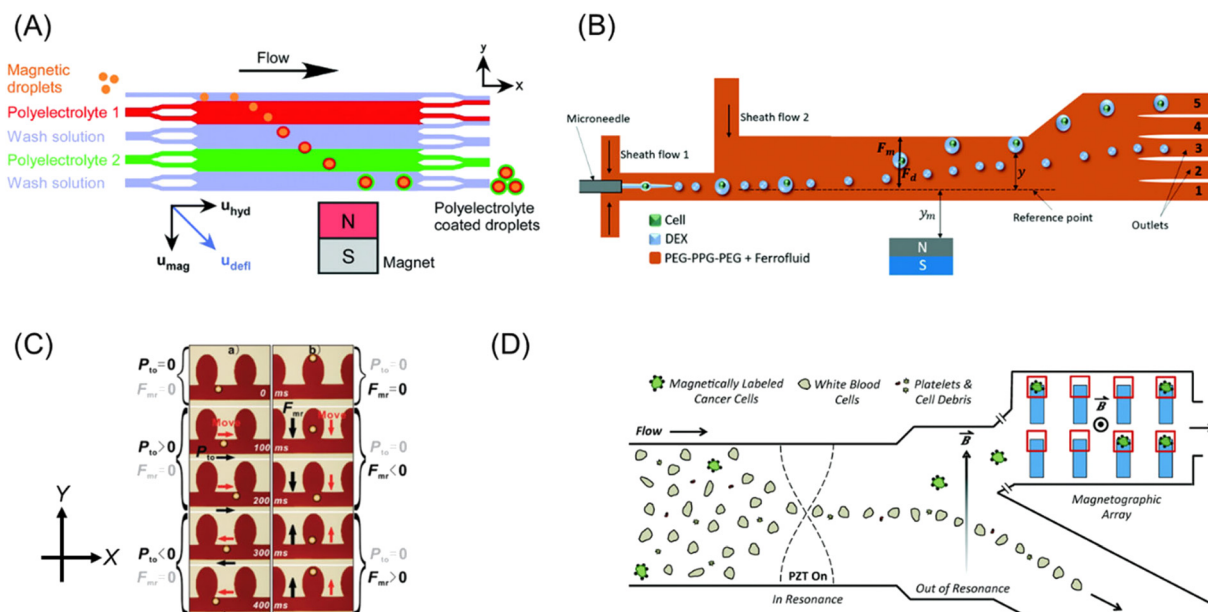 (A)
Magnetic
droplets
Flow
y
x
Polyelectrolyte 1
Wash solution
Polyelectrolyte 2
Wash solution
u_hyd
u_mag
u_defl
N
S
Magnet
Polyelectrolyte
coated droplets
(B)
Microneedle
Sheath flow 1
Sheath flow 2
F_m
F_d
y
y_m
Reference point
Outlets
5
4
3
2
1
N
S
Cell
DEX
PEG-PPG-PEG + Ferrofluid
(C)
Y
X
a)
b)
P_to=0
F_mr=0
0
ms
P_to=0
F_mr=0
P_to>0
F_mr=0
Move
F_mr
Move
100
ms
P_to
200
ms
P_to=0
F_mr<0
P_to<0
F_mr=0
300
ms
400
ms
P_to=0
F_mr>0
(D)
Magnetically Labeled
Cancer Cells
White Blood
Cells
Platelets &
Cell Debris
Flow
B
B
PZT On
In Resonance
Out of Resonance
Magnetographic
Array